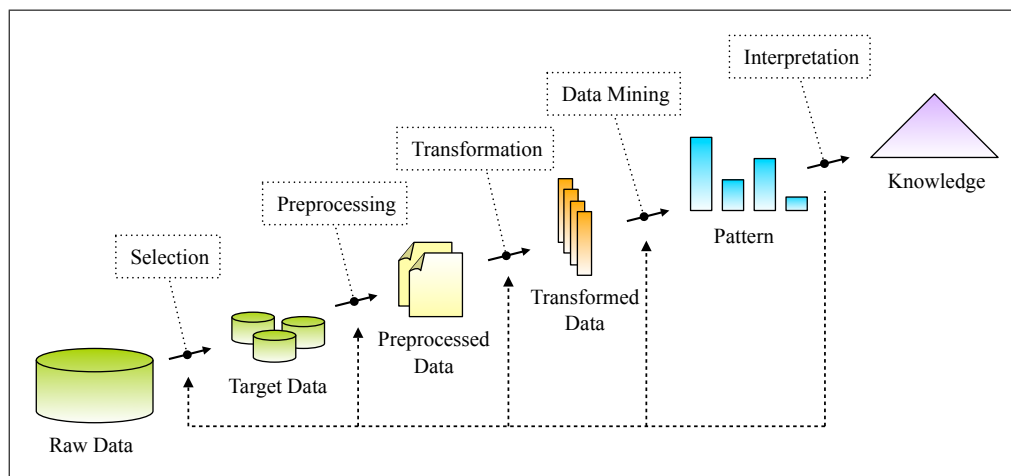 Interpretation
Data Mining
Transformation
Preprocessing
Selection
Knowledge
Pattern
Transformed
Data
Preprocessed
Data
Target Data
Raw Data